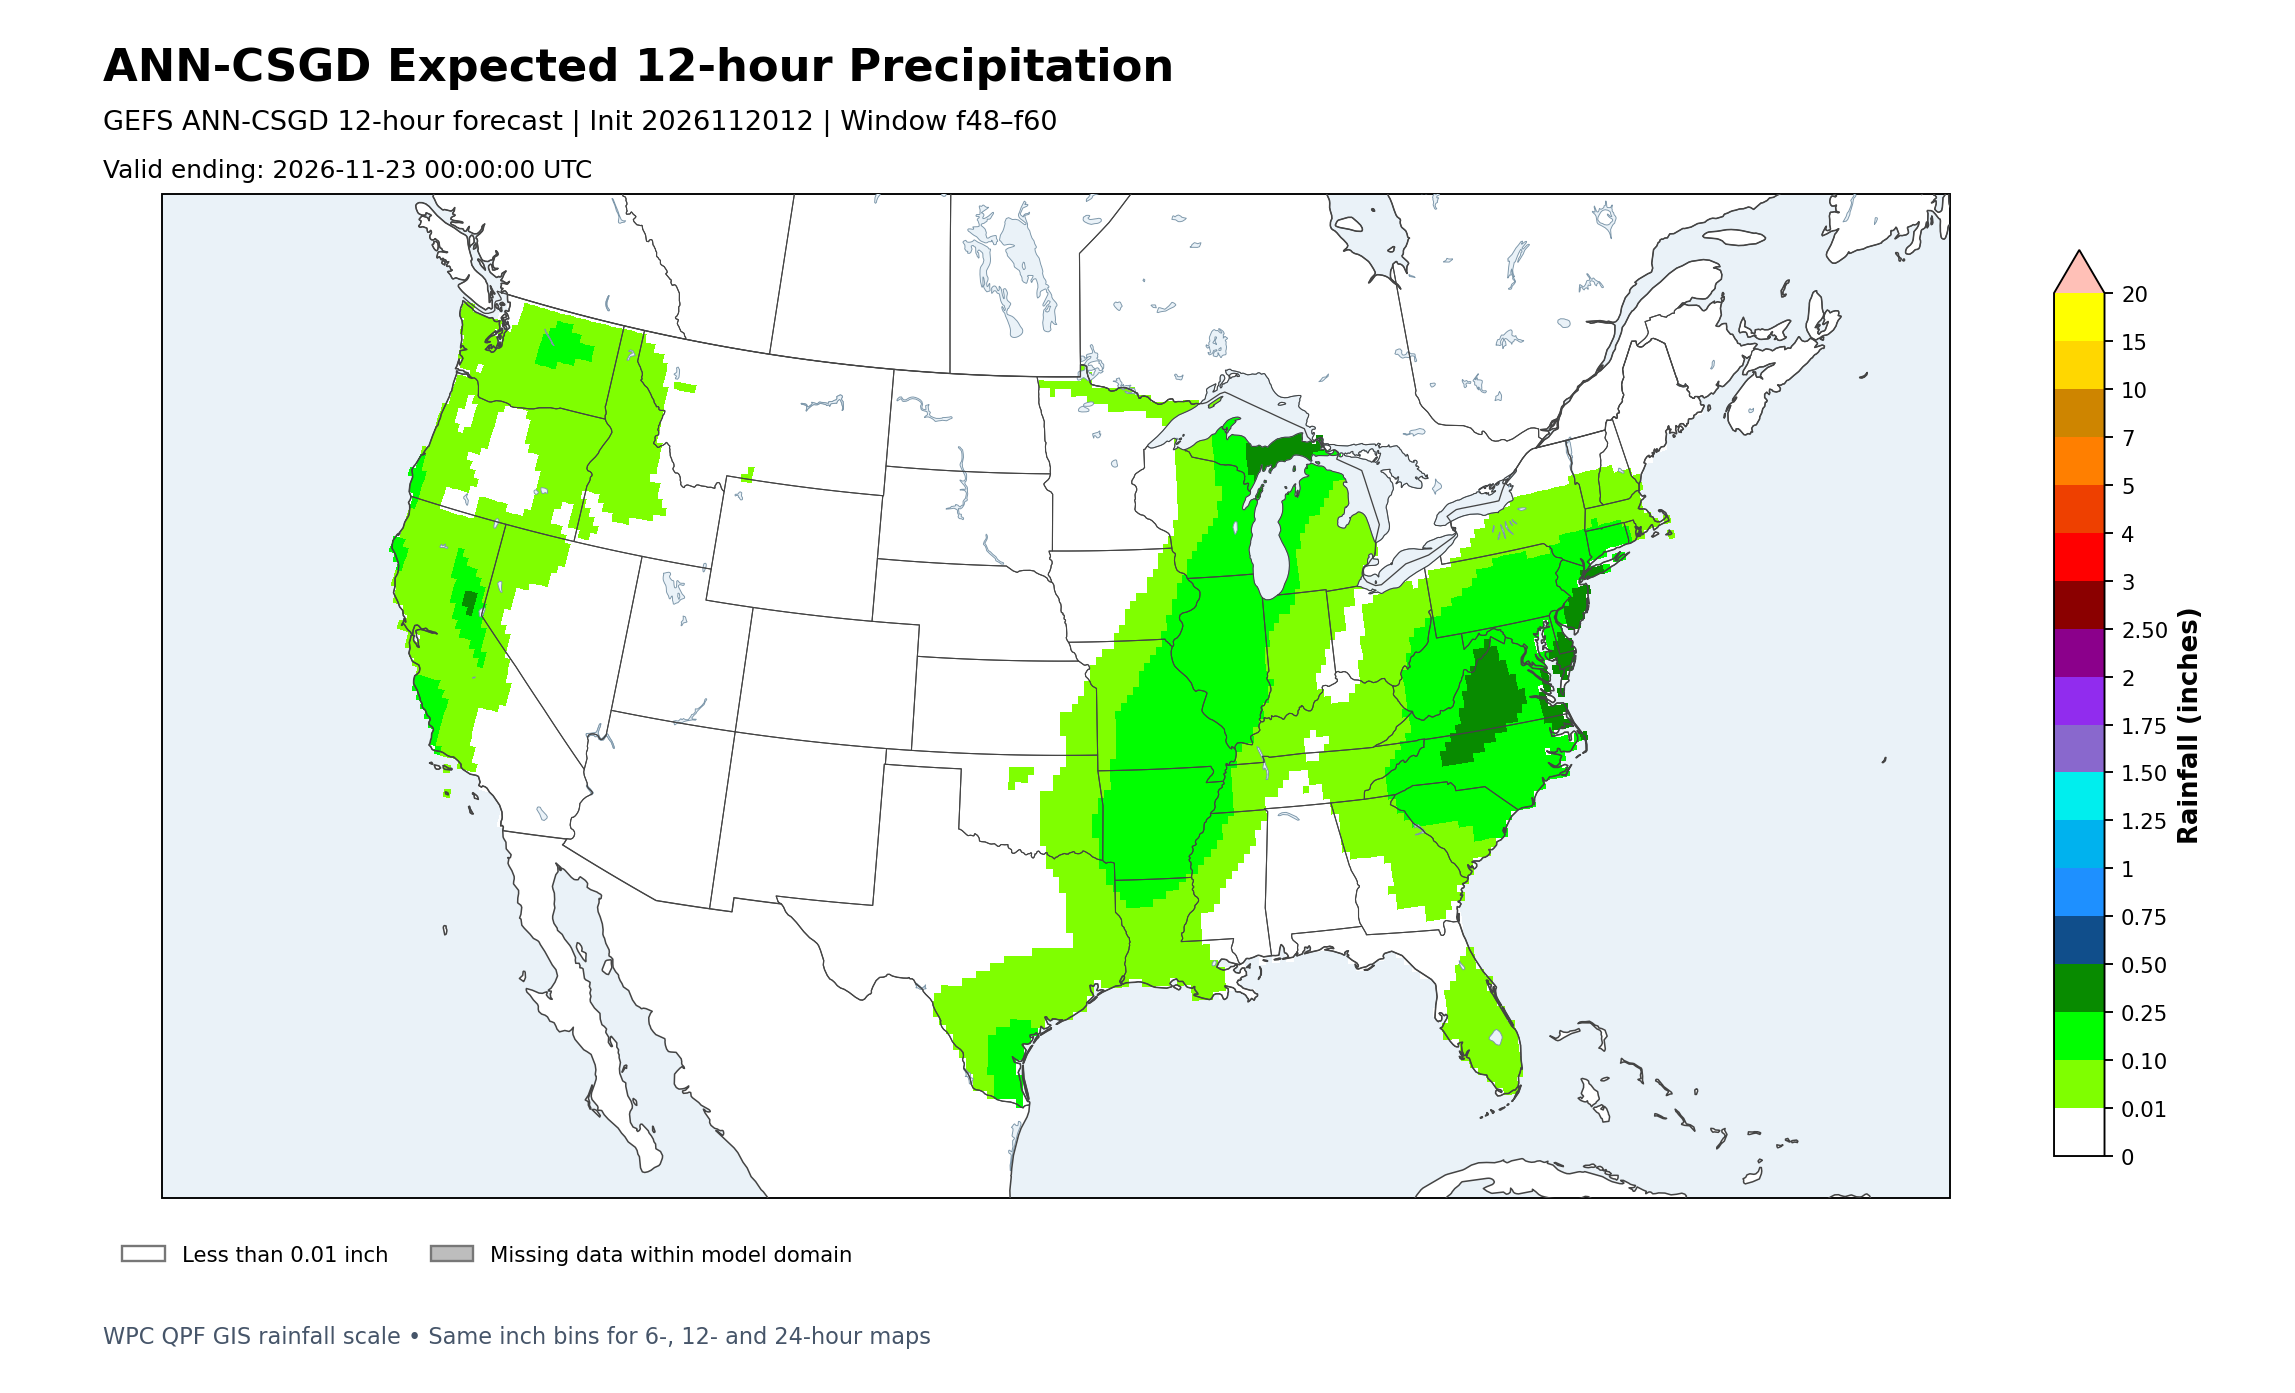 ANN-CSGD Expected 12-hour Precipitation
GEFS ANN-CSGD 12-hour forecast | Init 2026112012 | Window f48–f60
Valid ending: 2026-11-23 00:00:00 UTC
20
15
10
7
5
4
3
2.50
2
1.75
1.50
1.25
1
0.75
0.50
0.25
0.10
0.01
0
Rainfall (inches)
Less than 0.01 inch
Missing data within model domain
WPC QPF GIS rainfall scale • Same inch bins for 6-, 12- and 24-hour maps